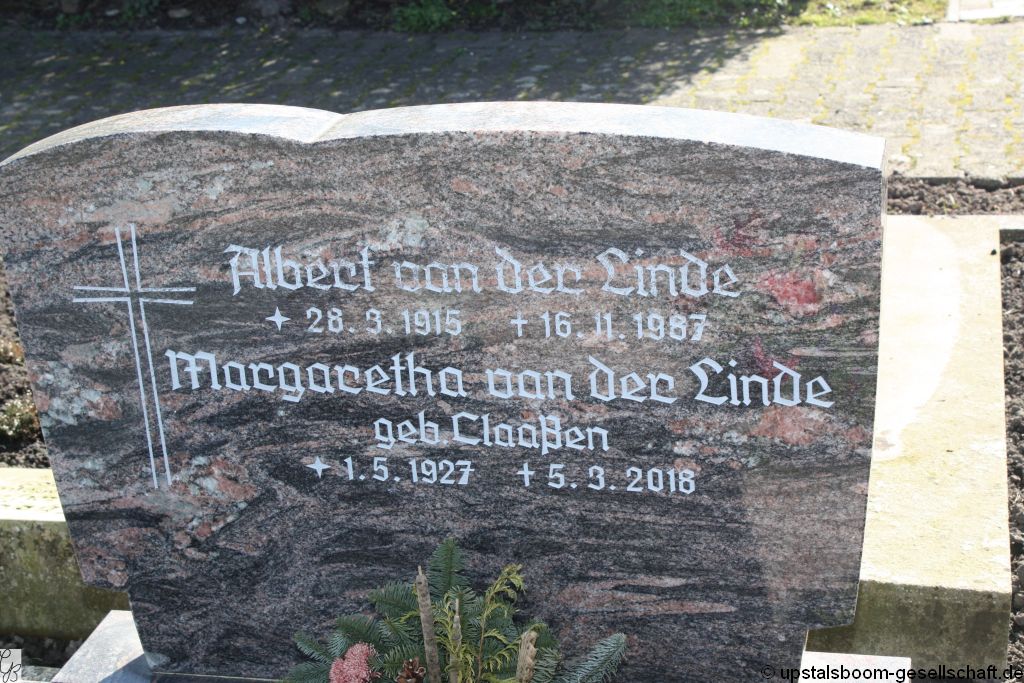 Albert van der Linde
✦ 28. 3. 1915 ✝ 16. 11. 1987
Margaretha van der Linde
geb. Claaßen
✦ 1. 5. 1927 ✝ 5. 3. 2018
© upstalsboom-gesellschaft.de